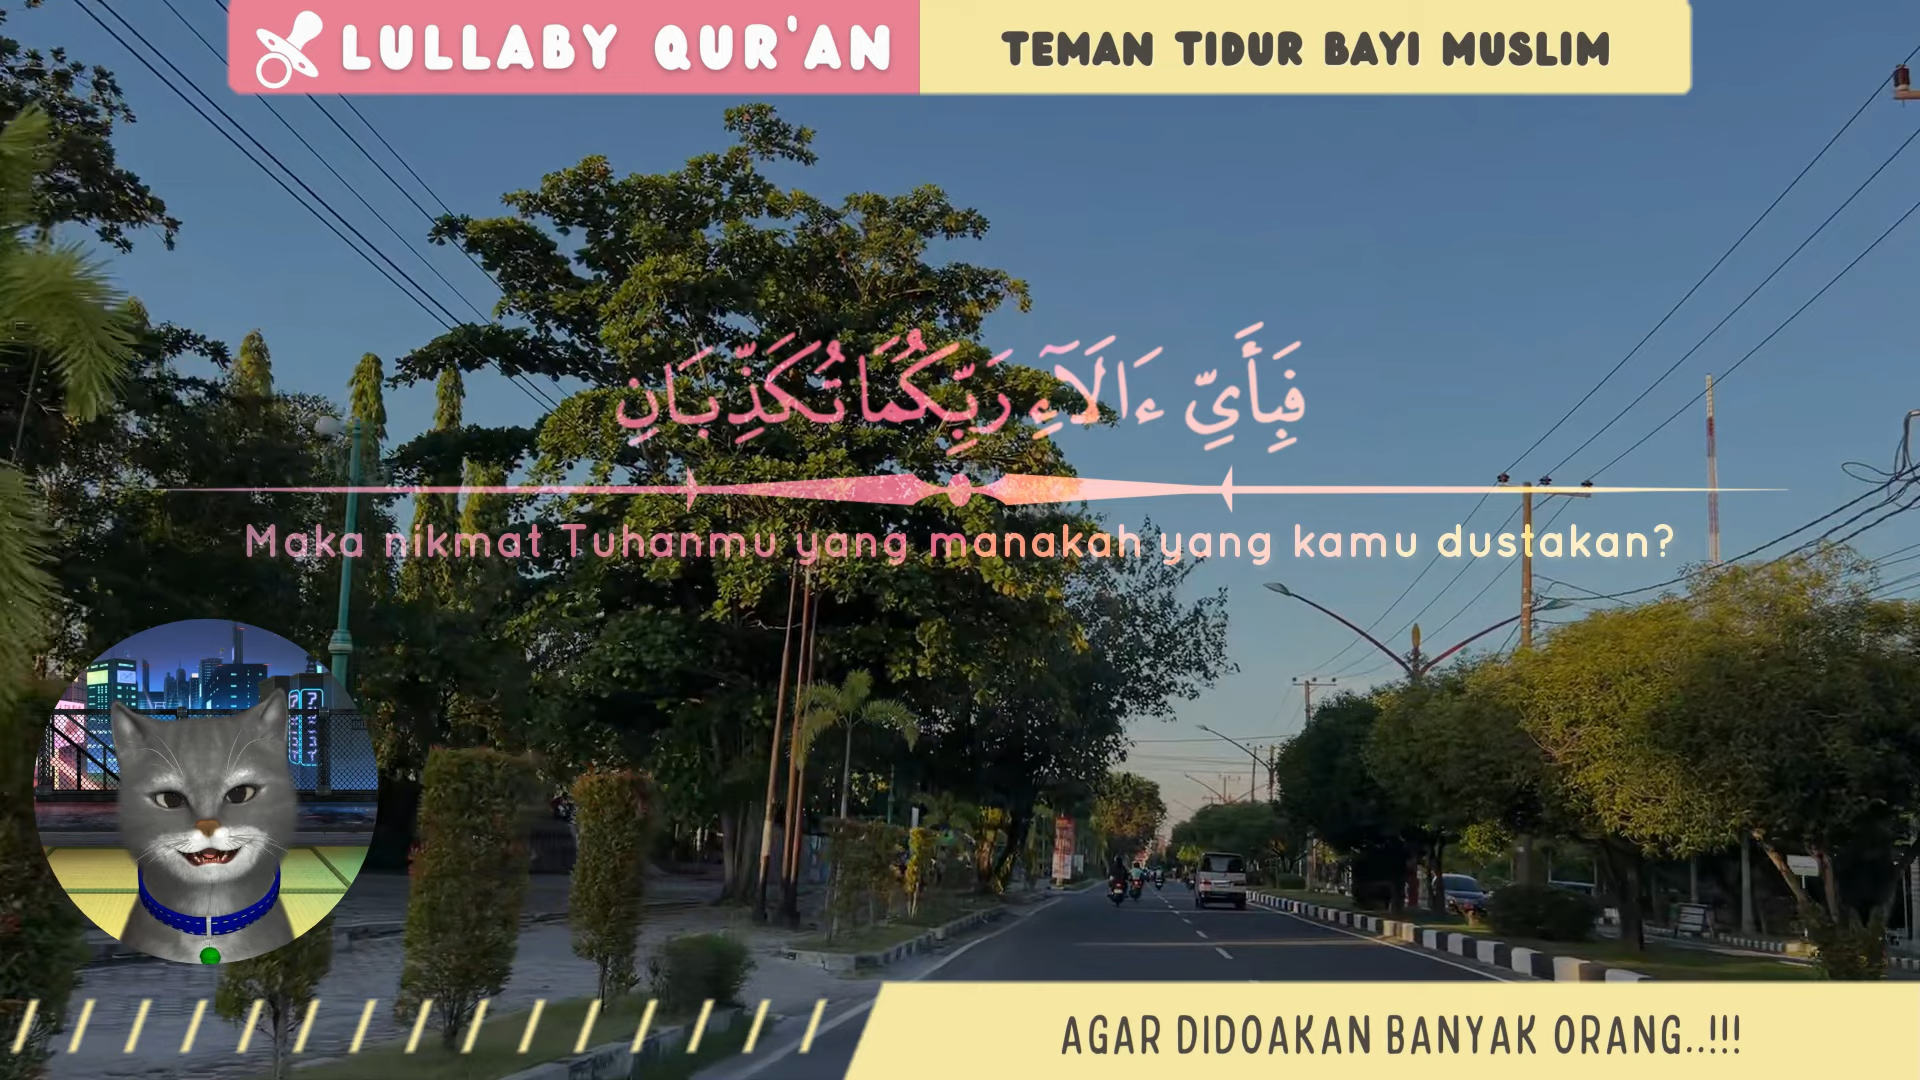 LULLABY QUR'AN
TEMAN TIDUR BAYI MUSLIM
فَبِأَيِّ ءَالَآءِ رَبِّكُمَا تُكَذِّبَانِ
Maka nikmat Tuhanmu yang manakah yang kamu dustakan?
AGAR DIDOAKAN BANYAK ORANG..!!!